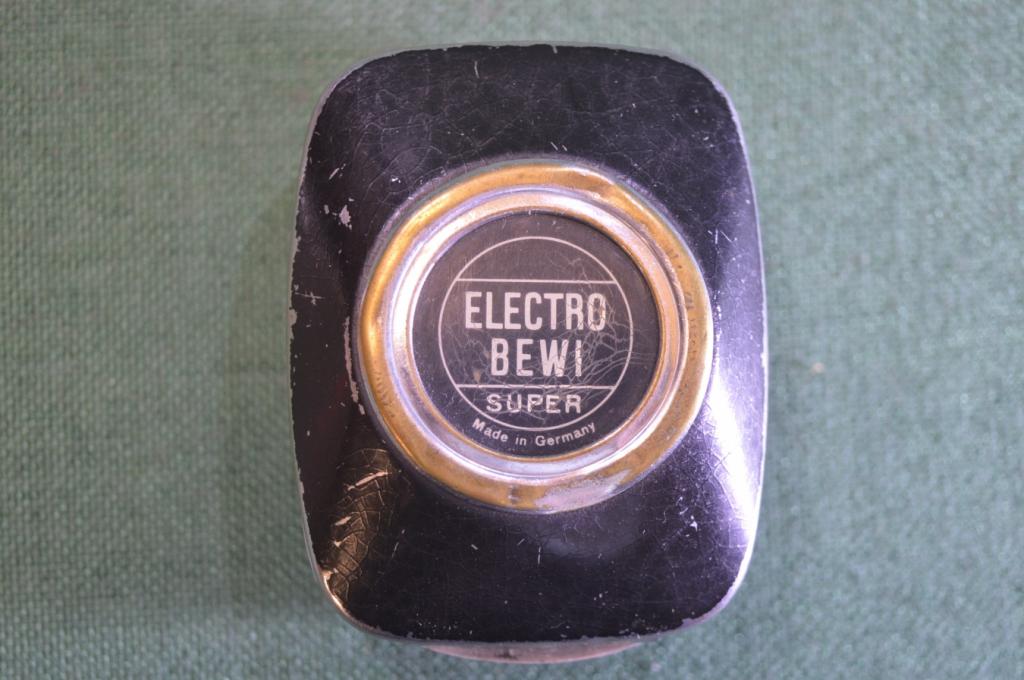 ELECTRO
BEWI
SUPER
Made in Germany